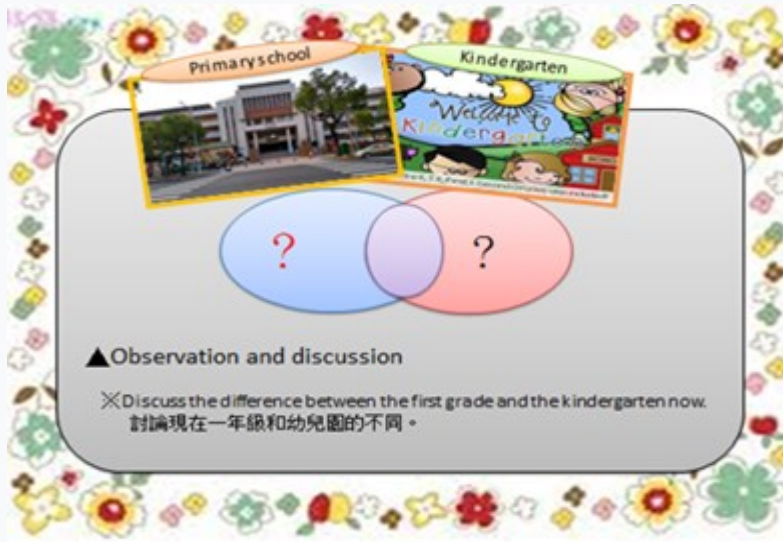 Primary school
Kindergarten
Welcome to
Kindergarten
?
?
▲Observation and discussion
※Discuss the difference between the first grade and the kindergarten now.
討論現在一年級和幼兒園的不同。